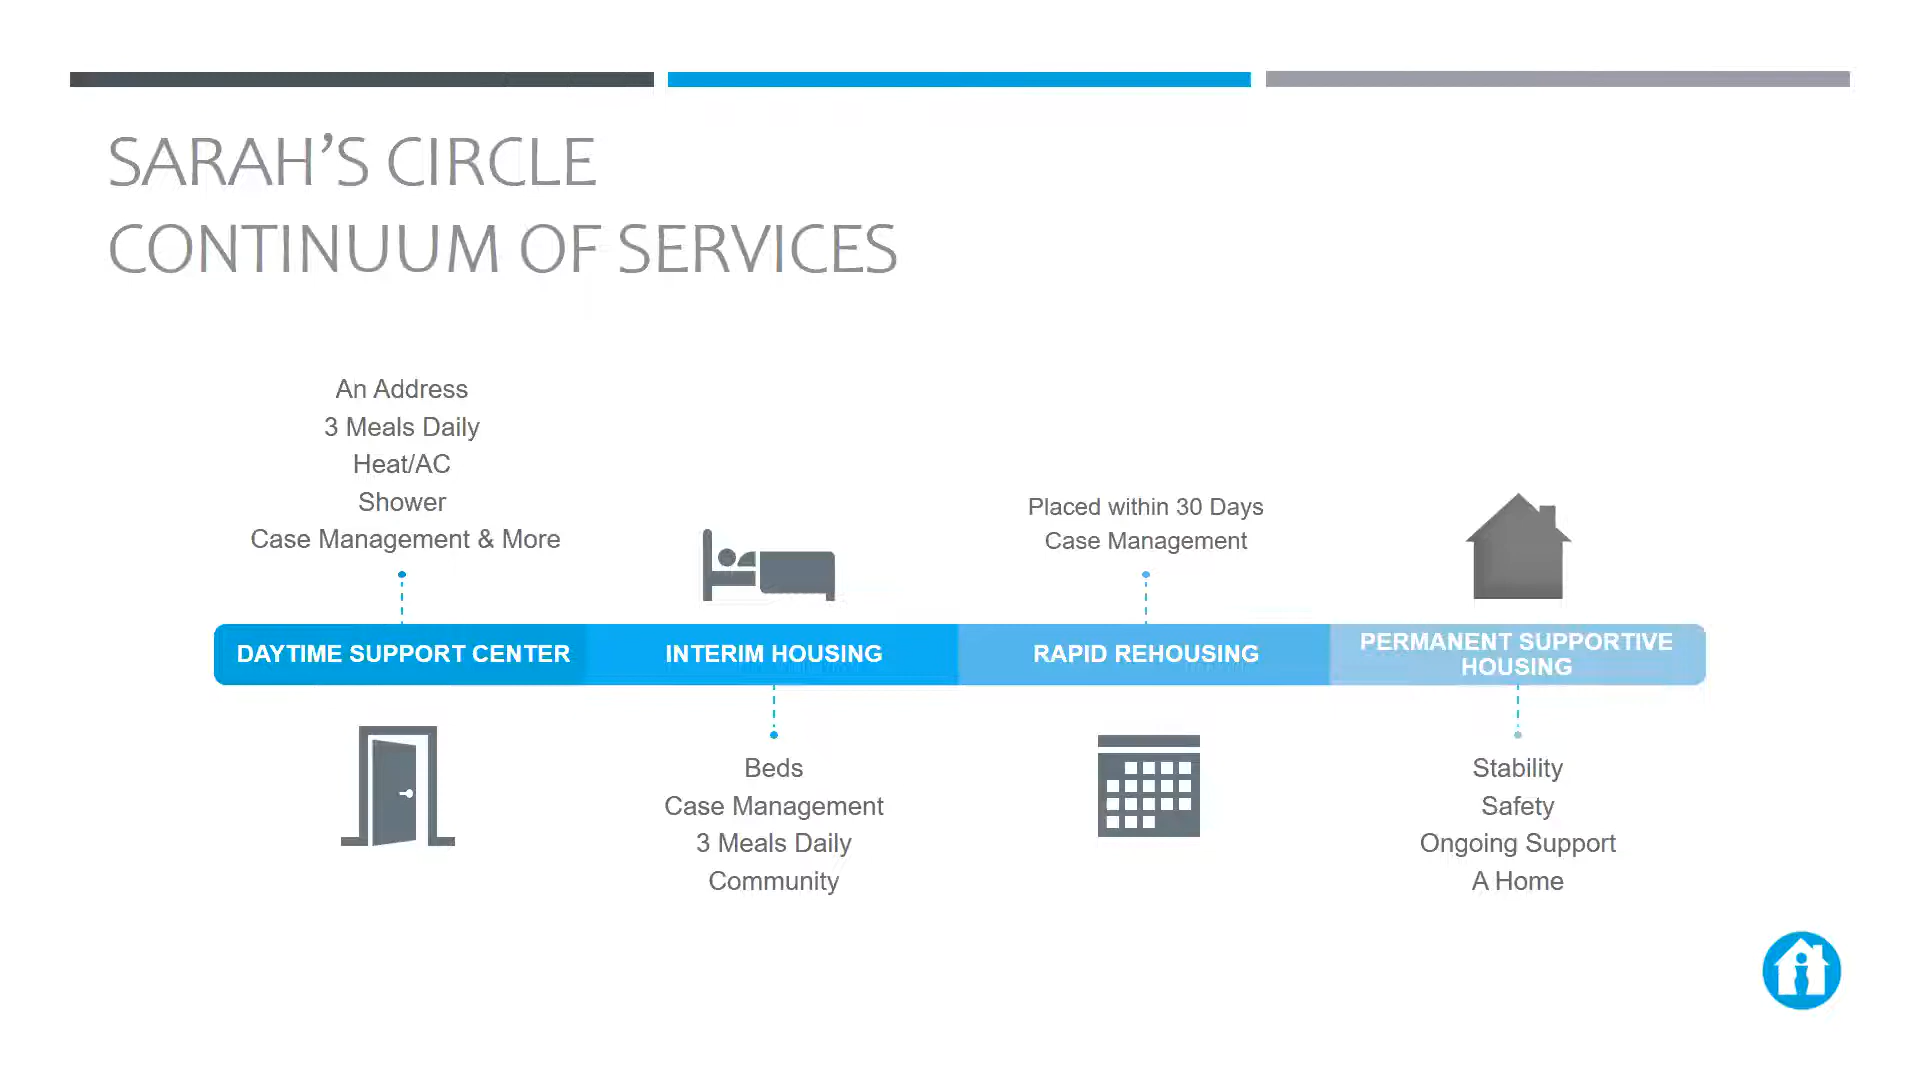 SARAH’S CIRCLE
CONTINUUM OF SERVICES
An Address
3 Meals Daily
Heat/AC
Shower
Case Management & More
Placed within 30 Days
Case Management
DAYTIME SUPPORT CENTER
INTERIM HOUSING
RAPID REHOUSING
PERMANENT SUPPORTIVE
HOUSING
Beds
Case Management
3 Meals Daily
Community
Stability
Safety
Ongoing Support
A Home